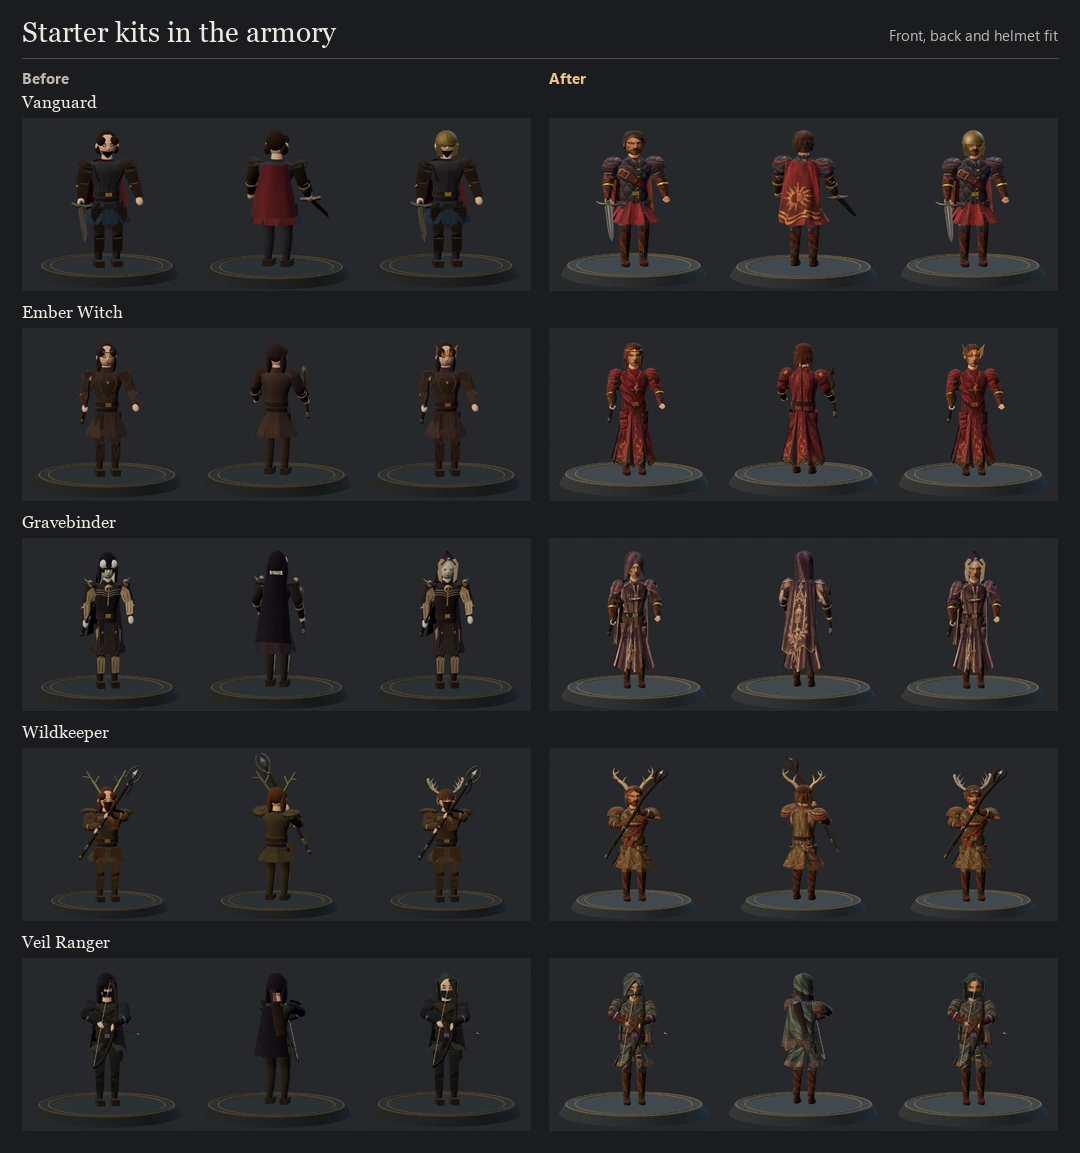 Starter kits in the armory
Front, back and helmet fit
Before
After
Vanguard
Ember Witch
Gravebinder
Wildkeeper
Veil Ranger